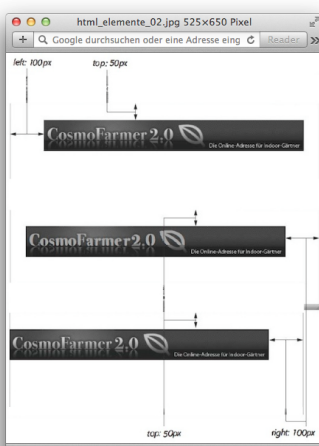 html_elemente_02.jpg 525×650 Pixel
Google durchsuchen oder eine Adresse eing
Reader
left: 100px
top: 50px
CosmoFarmer 2.0
Die Online-Adresse für Indoor-Gärtner
CosmoFarmer 2.0
Die Online-Adresse für Indoor-Gärtner
CosmoFarmer 2.0
Die Online-Adresse für Indoor-Gärtner
top: 50px
right: 100px